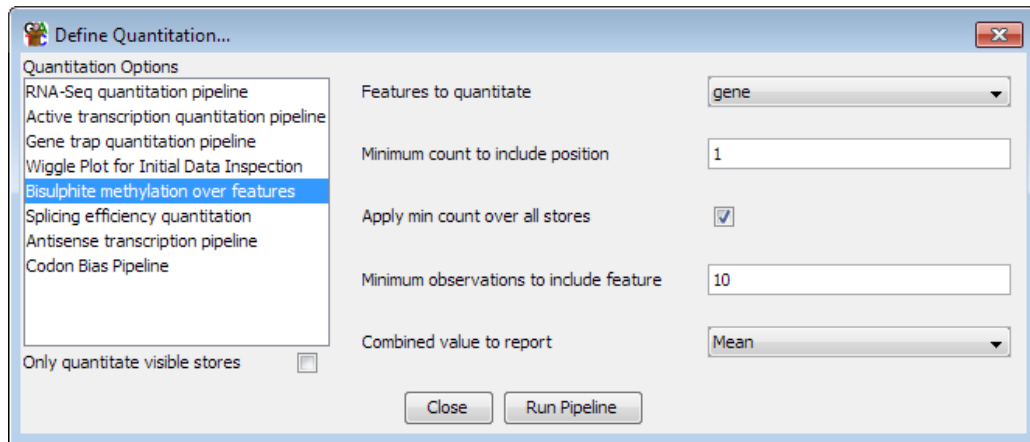 Define Quantitation...
Quantitation Options
RNA-Seq quantitation pipeline
Active transcription quantitation pipeline
Gene trap quantitation pipeline
Wiggle Plot for Initial Data Inspection
Bisulphite methylation over features
Splicing efficiency quantitation
Antisense transcription pipeline
Codon Bias Pipeline
Only quantitate visible stores
Features to quantitate
gene
Minimum count to include position
1
Apply min count over all stores
Minimum observations to include feature
10
Combined value to report
Mean
Close
Run Pipeline